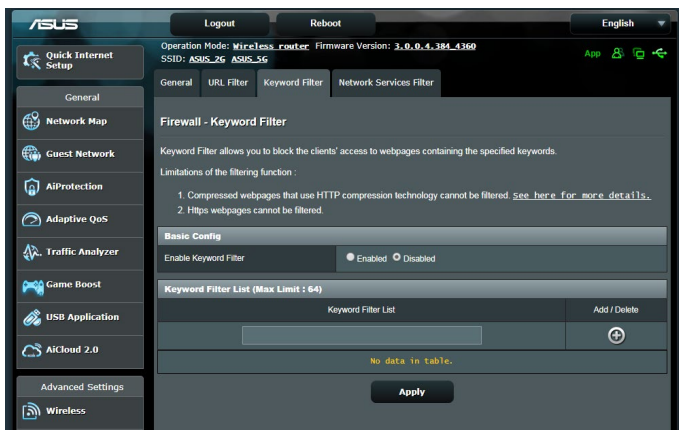 ASUS
Logout
Reboot
English
Quick Internet
Setup
General
Network Map
Guest Network
AiProtection
Adaptive QoS
Traffic Analyzer
Game Boost
USB Application
AiCloud 2.0
Advanced Settings
Wireless
Operation Mode: Wireless router Firmware Version: 3.0.0.4.384_4360
SSID: ASUS_2G ASUS_5G
App
General URL Filter Keyword Filter Network Services Filter
Firewall - Keyword Filter
Keyword Filter allows you to block the clients' access to webpages containing the specified keywords.
Limitations of the filtering function :
1. Compressed webpages that use HTTP compression technology cannot be filtered. See here for more details.
2. Https webpages cannot be filtered.
Basic Config
Enable Keyword Filter Enabled Disabled
Keyword Filter List (Max Limit : 64)
Keyword Filter List Add / Delete
No data in table.
Apply